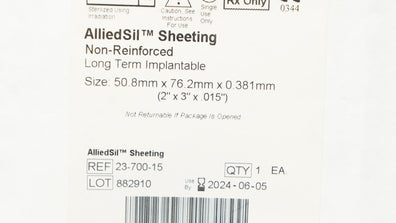 Sterilized Using
Irradiation
Caution, See
Instructions
For Use
Single
Use
Only
Rx Only
0344
AlliedSil™ Sheeting
Non-Reinforced
Long Term Implantable
Size: 50.8mm x 76.2mm x 0.381mm
(2" x 3" x .015")
Not Returnable If Package Is Opened
AlliedSil™ Sheeting
REF 23-700-15 QTY 1 EA
LOT 882910 Use By 2024-06-05